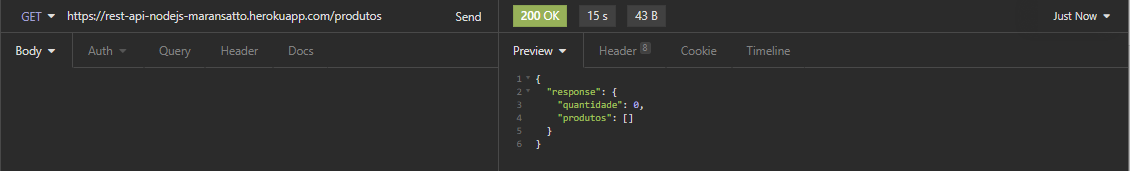 GET https://rest-api-nodejs-maransatto.herokuapp.com/produtos Send 200 OK 15 s 43 B Just Now
Body Auth Query Header Docs Preview Header 8 Cookie Timeline
1 {
2 "response": {
3 "quantidade": 0,
4 "produtos": []
5 }
6 }